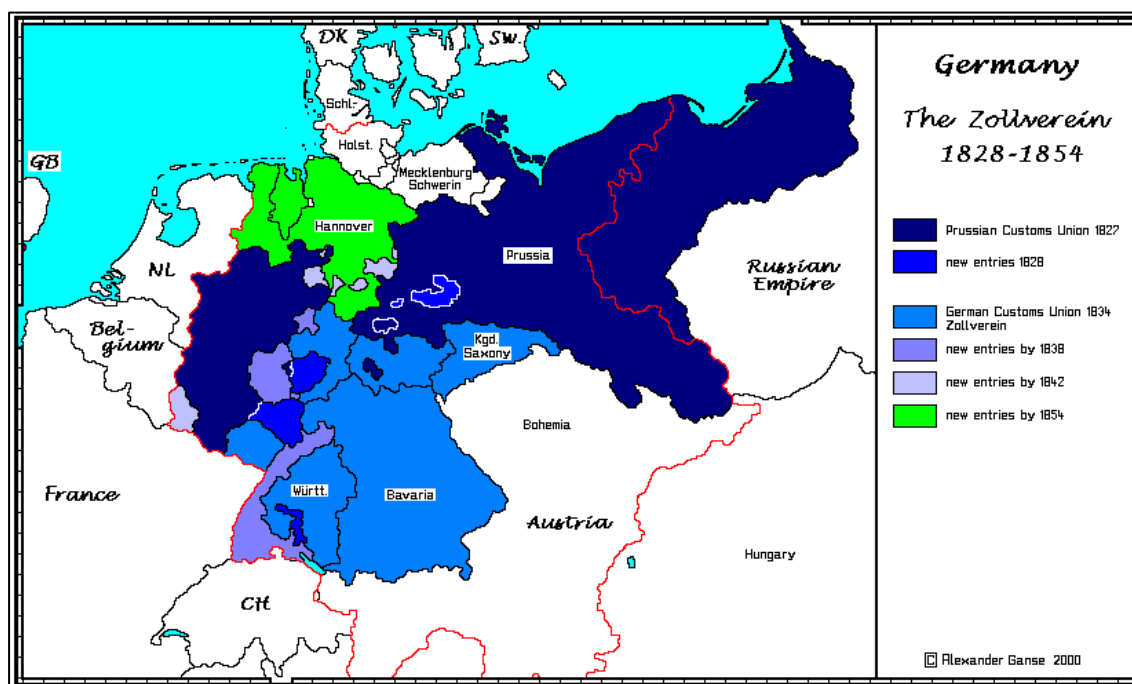 Germany
The Zollverein
1828-1854
Prussian Customs Union 1827
new entries 1828
German Customs Union 1834
Zollverein
new entries by 1838
new entries by 1842
new entries by 1854
DK
SW
Schl.-
Holst.
GB
Mecklenburg
Schwerin
Hannover
NL
Prussia
Russian
Empire
Bel-
gium
Kgd.
Saxony
Bohemia
France
Württ.
Bavaria
Austria
Hungary
CH
C Alexander Ganse 2000